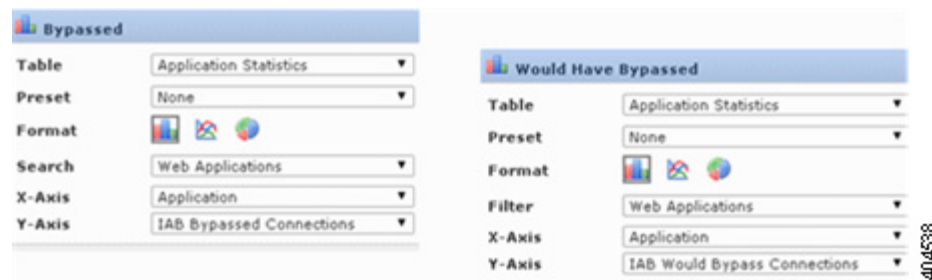 Bypassed
Table Application Statistics
Preset None
Format
Search Web Applications
X-Axis Application
Y-Axis IAB Bypassed Connections
Would Have Bypassed
Table Application Statistics
Preset None
Format
Filter Web Applications
X-Axis Application
Y-Axis IAB Would Bypass Connections
404538